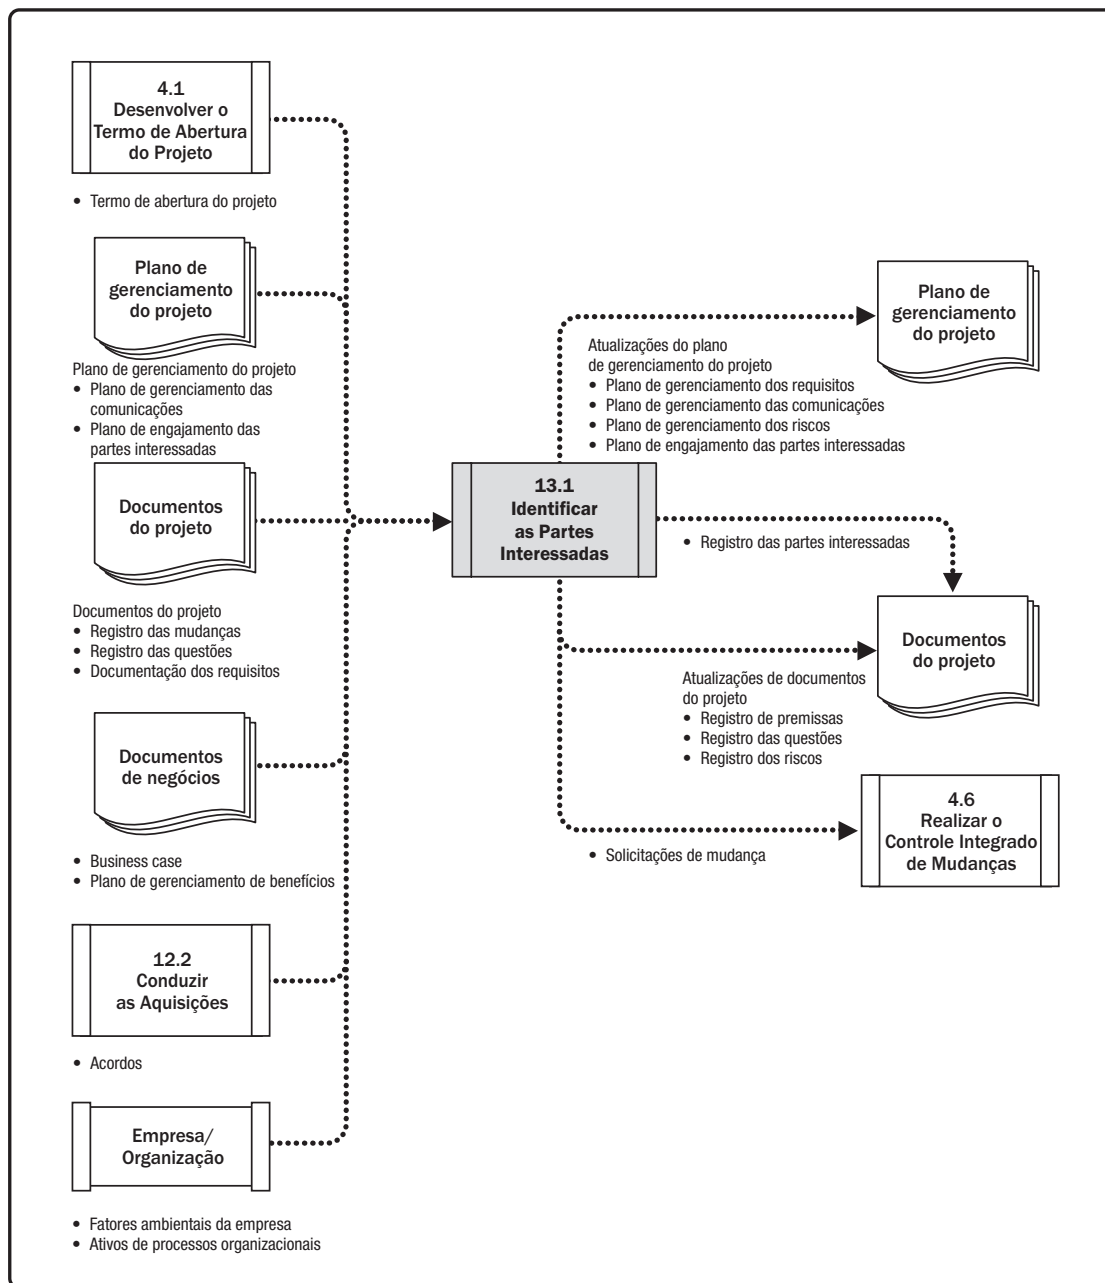 4.1
Desenvolver o
Termo de Abertura
do Projeto
• Termo de abertura do projeto
Plano de
gerenciamento
do projeto
Plano de gerenciamento do projeto
• Plano de gerenciamento das
comunicações
• Plano de engajamento das
partes interessadas
Documentos
do projeto
Documentos do projeto
• Registro das mudanças
• Registro das questões
• Documentação dos requisitos
Documentos
de negócios
• Business case
• Plano de gerenciamento de benefícios
12.2
Conduzir
as Aquisições
• Acordos
Empresa/
Organização
• Fatores ambientais da empresa
• Ativos de processos organizacionais
13.1
Identificar
as Partes
Interessadas
Plano de
gerenciamento
do projeto
Atualizações do plano
de gerenciamento do projeto
• Plano de gerenciamento dos requisitos
• Plano de gerenciamento das comunicações
• Plano de gerenciamento dos riscos
• Plano de engajamento das partes interessadas
• Registro das partes interessadas
Documentos
do projeto
Atualizações de documentos
do projeto
• Registro de premissas
• Registro das questões
• Registro dos riscos
4.6
Realizar o
Controle Integrado
de Mudanças
• Solicitações de mudança